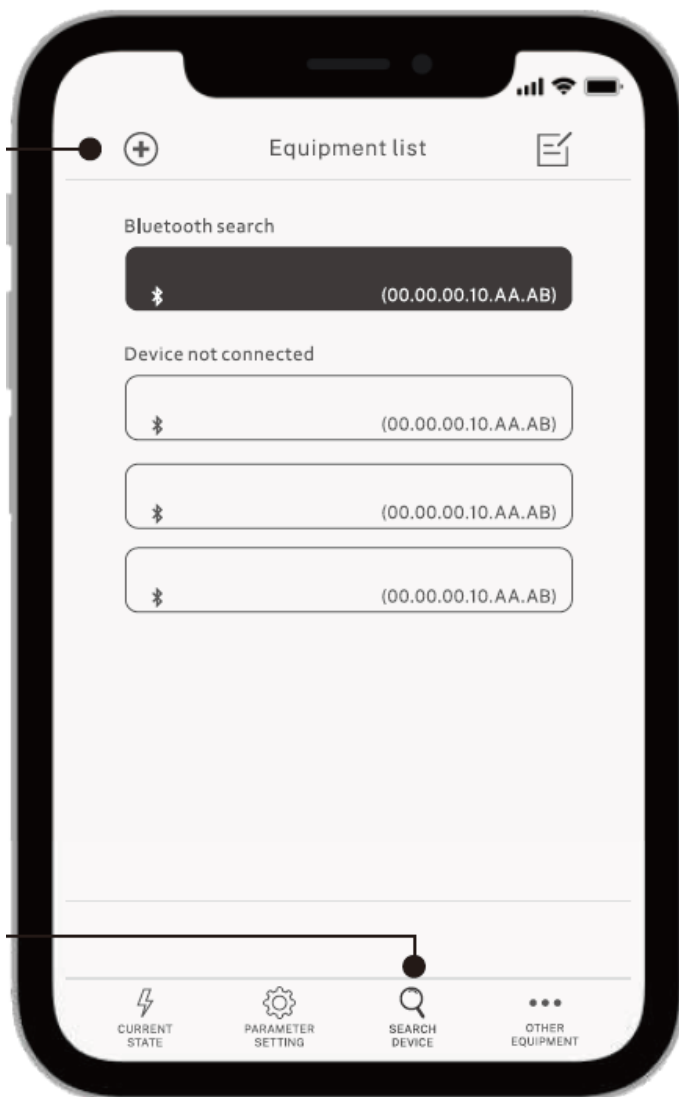 Equipment list
Bluetooth search
(00.00.00.10.AA.AB)
Device not connected
(00.00.00.10.AA.AB)
(00.00.00.10.AA.AB)
(00.00.00.10.AA.AB)
CURRENT
STATE
PARAMETER
SETTING
SEARCH
DEVICE
OTHER
EQUIPMENT